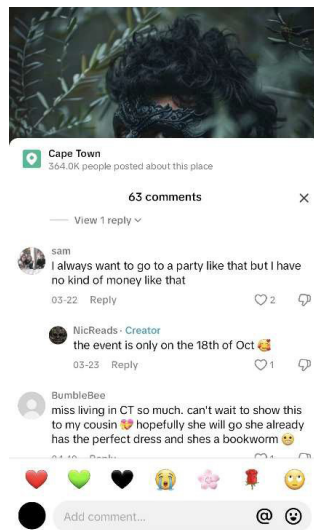 Cape Town
364.0K people posted about this place
63 comments
View 1 reply
sam
I always want to go to a party like that but I have
no kind of money like that
03-22 Reply
2
NicReads · Creator
the event is only on the 18th of Oct 🥰
03-23 Reply
1
BumbleBee
miss living in CT so much. can't wait to show this
to my cousin 💝 hopefully she will go she already
has the perfect dress and shes a bookworm 😬
Add comment...
@